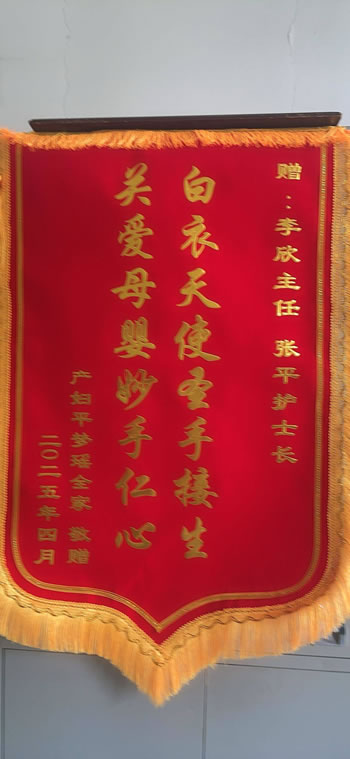 赠：李欣主任 张平护士长
白衣天使圣手接生
关爱母婴妙手仁心
产妇平梦瑶全家 敬赠
二〇二五年四月